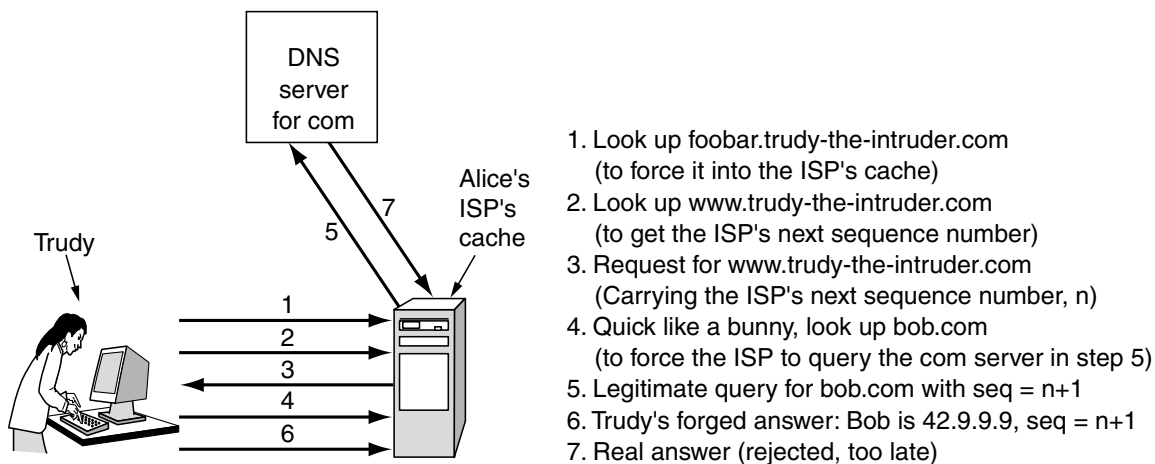 DNS
server
for com
Alice's
ISP's
cache
7
5
Trudy
1
2
3
4
6
1. Look up foobar.trudy-the-intruder.com
(to force it into the ISP's cache)
2. Look up www.trudy-the-intruder.com
(to get the ISP's next sequence number)
3. Request for www.trudy-the-intruder.com
(Carrying the ISP's next sequence number, n)
4. Quick like a bunny, look up bob.com
(to force the ISP to query the com server in step 5)
5. Legitimate query for bob.com with seq = n+1
6. Trudy's forged answer: Bob is 42.9.9.9, seq = n+1
7. Real answer (rejected, too late)